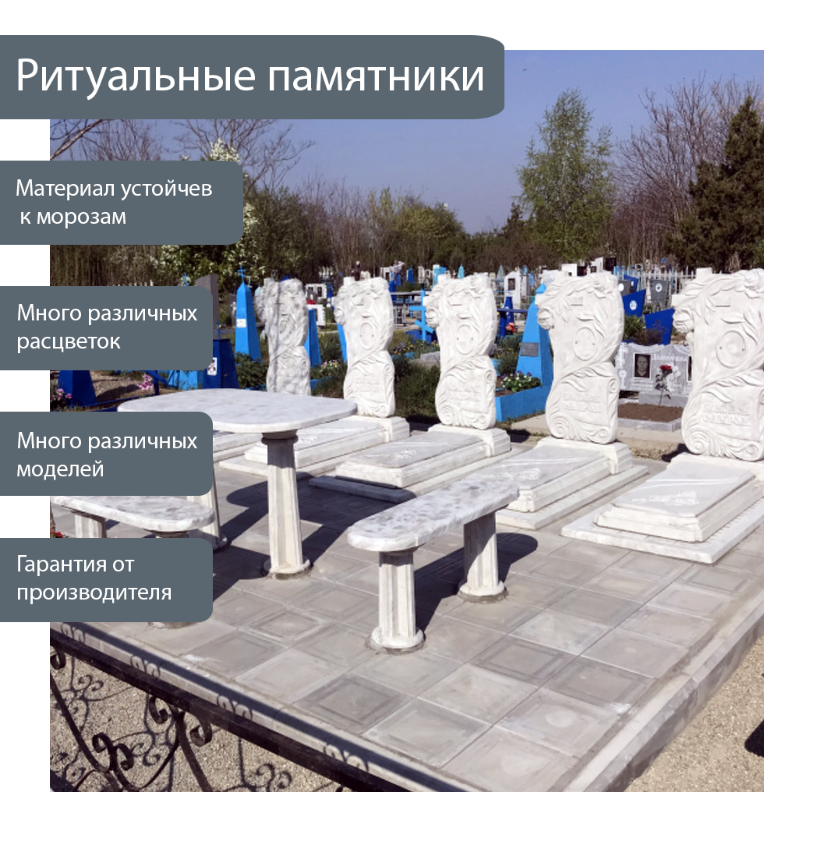 Ритуальные памятники
Материал устойчев
к морозам
Много различных
расцветок
Много различных
моделей
Гарантия от
производителя